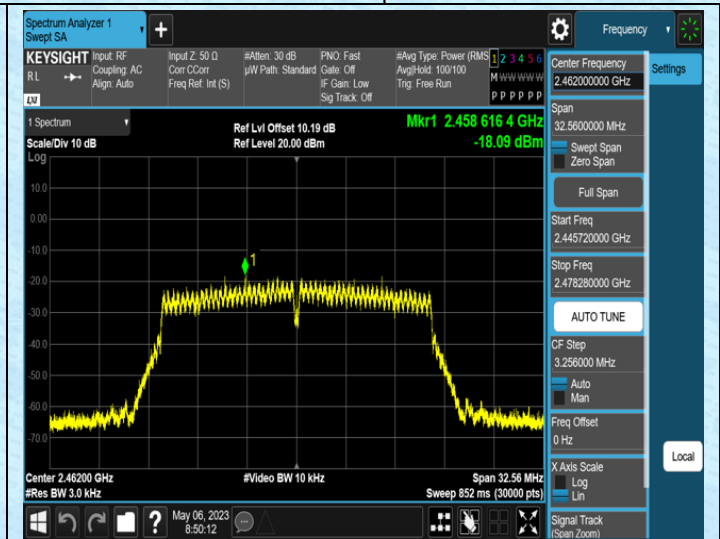 Spectrum Analyzer 1
Swept SA
+
Frequency
KEYSIGHT
RL
LXI
Input: RF
Coupling: AC
Align: Auto
Input Z: 50 Ω
Corr CCorr
Freq Ref: Int (S)
#Atten: 30 dB
µW Path: Standard
PNO: Fast
Gate: Off
IF Gain: Low
Sig Track: Off
#Avg Type: Power (RMS
Avg|Hold: 100/100
Trig: Free Run
1 2 3 4 5 6
M W W W W W
P P P P P P
1 Spectrum
Scale/Div 10 dB
Log
Ref Lvl Offset 10.19 dB
Ref Level 20.00 dBm
Mkr1 2.458 616 4 GHz
-18.09 dBm
10.0
0.00
-10.0
-20.0
-30.0
-40.0
-50.0
-60.0
-70.0
1
Center 2.46200 GHz
#Res BW 3.0 kHz
#Video BW 10 kHz
Span 32.56 MHz
Sweep 852 ms (30000 pts)
?
May 06, 2023
8:50:12
Center Frequency
2.462000000 GHz
Span
32.5600000 MHz
Swept Span
Zero Span
Full Span
Start Freq
2.445720000 GHz
Stop Freq
2.478280000 GHz
AUTO TUNE
CF Step
3.256000 MHz
Auto
Man
Freq Offset
0 Hz
X Axis Scale
Log
Lin
Signal Track
(Span Zoom)
Settings
Local